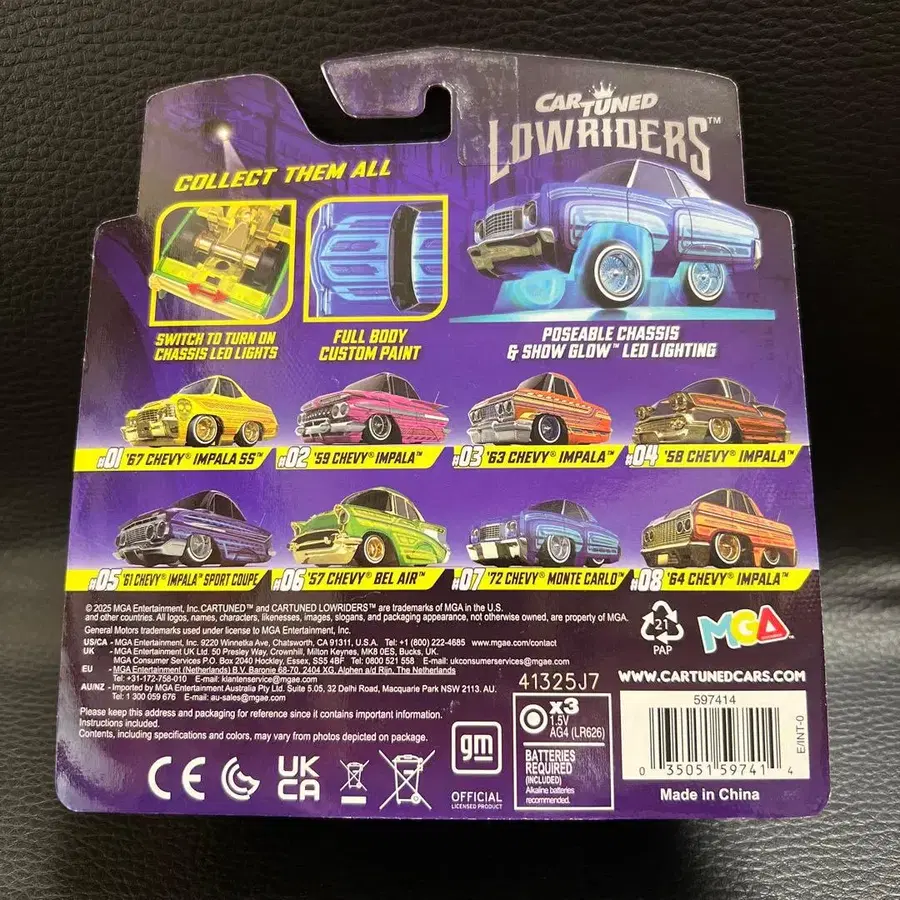 CARTUNED
LOWRIDERS™
COLLECT THEM ALL
SWITCH TO TURN ON
CHASSIS LED LIGHTS
FULL BODY
CUSTOM PAINT
POSEABLE CHASSIS
& SHOW GLOW™ LED LIGHTING
#01 '67 CHEVY® IMPALA SS™
#02 '59 CHEVY® IMPALA™
#03 '63 CHEVY® IMPALA™
#04 '58 CHEVY® IMPALA™
#05 '61 CHEVY® IMPALA™ SPORT COUPE
#06 '57 CHEVY® BEL AIR™
#07 '72 CHEVY® MONTE CARLO™
#08 '64 CHEVY® IMPALA™
© 2025 MGA Entertainment, Inc. CARTUNED™ and CARTUNED LOWRIDERS™ are trademarks of MGA in the U.S.
and other countries. All logos, names, characters, likenesses, images, slogans, and packaging appearance, not otherwise owned, are property of MGA.
General Motors trademarks used under license to MGA Entertainment, Inc.
US/CA - MGA Entertainment, Inc. 9220 Winnetka Ave. Chatsworth, CA 91311, U.S.A. Tel: +1 (800) 222-4685 www.mgae.com/contact
UK - MGA Entertainment UK Ltd. 50 Presley Way, Crownhill, Milton Keynes, MK8 0ES, Bucks, UK.
MGA Consumer Services P.O. Box 2040 Hockley, Essex, SS5 4BF Tel: 0800 521 558 E-mail: ukconsumerservices@mgae.com
EU - MGA Entertainment (Netherlands) B.V. Baronie 68-70, 2404 XG, Alphen a/d Rijn, The Netherlands
Tel: +31-172-758-010 E-mail: klantenservice@mgae.com
AU/NZ - Imported by MGA Entertainment Australia Pty Ltd. Suite 5.05, 32 Delhi Road, Macquarie Park NSW 2113. AU.
Tel: 1 300 059 676 E-mail: au-sales@mgae.com
Please keep this address and packaging for reference since it contains important information.
Instructions included.
Contents, including specifications and colors, may vary from photos depicted on package.
21
PAP
MGA
WWW.CARTUNEDCARS.COM
41325J7
x3
1.5V
AG4 (LR626)
BATTERIES
REQUIRED
(INCLUDED)
Alkaline batteries
recommended.
gm
OFFICIAL
LICENSED PRODUCT
CE
UK
CA
597414
0 35051 59741 4
E/INT-0
Made in China